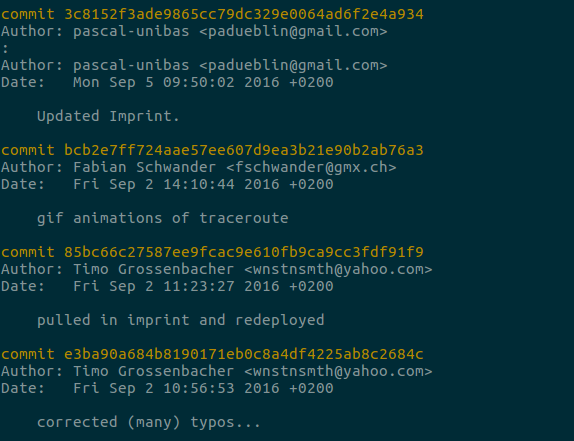 commit 3c8152f3ade9865cc79dc329e0064ad6f2e4a934
Author: pascal-unibas <padueblin@gmail.com>
:
Author: pascal-unibas <padueblin@gmail.com>
Date:   Mon Sep 5 09:50:02 2016 +0200
    Updated Imprint.
commit bcb2e7ff724aae57ee607d9ea3b21e90b2ab76a3
Author: Fabian Schwander <fschwander@gmx.ch>
Date:   Fri Sep 2 14:10:44 2016 +0200
    gif animations of traceroute
commit 85bc66c27587ee9fcac9e610fb9ca9cc3fdf91f9
Author: Timo Grossenbacher <wnstnsmth@yahoo.com>
Date:   Fri Sep 2 11:23:27 2016 +0200
    pulled in imprint and redeployed
commit e3ba90a684b8190171eb0c8a4df4225ab8c2684c
Author: Timo Grossenbacher <wnstnsmth@yahoo.com>
Date:   Fri Sep 2 10:56:53 2016 +0200
    corrected (many) typos...